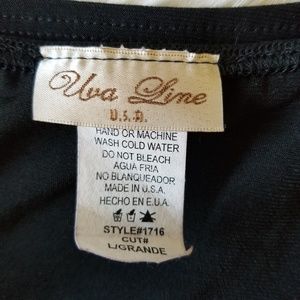 Uva Line
U.S.A.
HAND OR MACHINE
WASH COLD WATER
DO NOT BLEACH
AGUA FRIA
NO BLANQUEADOR
MADE IN U.S.A.
HECHO EN E.U.A.
STYLE#1716
CUT#
L/GRANDE